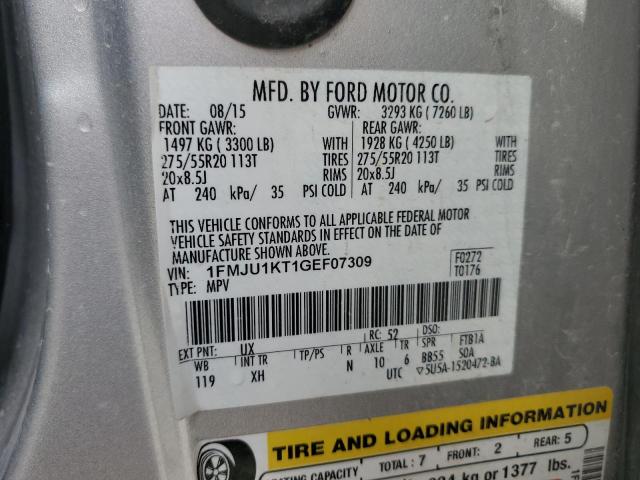 MFD. BY FORD MOTOR CO.
DATE: 08/15 GVWR: 3293 KG ( 7260 LB)
FRONT GAWR: REAR GAWR:
1497 KG ( 3300 LB) 1928 KG ( 4250 LB)
275/55R20 113T TIRES 275/55R20 113T TIRES
20x8.5J RIMS 20x8.5J RIMS
AT 240 kPa/ 35 PSI COLD AT 240 kPa/ 35 PSI COLD
THIS VEHICLE CONFORMS TO ALL APPLICABLE FEDERAL MOTOR
VEHICLE SAFETY STANDARDS IN EFFECT ON THE DATE OF
MANUFACTURE SHOWN ABOVE.
VIN: 1FMJU1KT1GEF07309 F0272
TYPE: MPV T0176
EXT PNT: UX RC: 52 DSO:
WB INT TR TP/PS R AXLE TR SPR FTB1A
119 XH N 10 6 BB55 SOA
UTC ▽5U5A-1520472-BA
TIRE AND LOADING INFORMATION
SEATING CAPACITY TOTAL : 7 FRONT: 2 REAR: 5
kg or 1377 lbs.